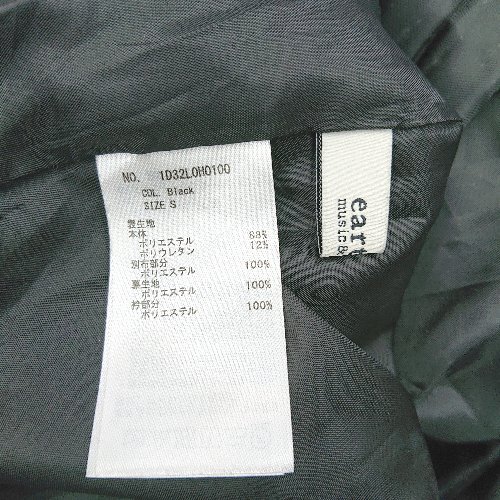 NO. 1D32L0H0100
COL. Black
SIZE S
表生地
本体
ポリエステル 88%
ポリウレタン 12%
別布部分
ポリエステル 100%
裏生地
ポリエステル 100%
衿部分
ポリエステル 100%
eart
music&